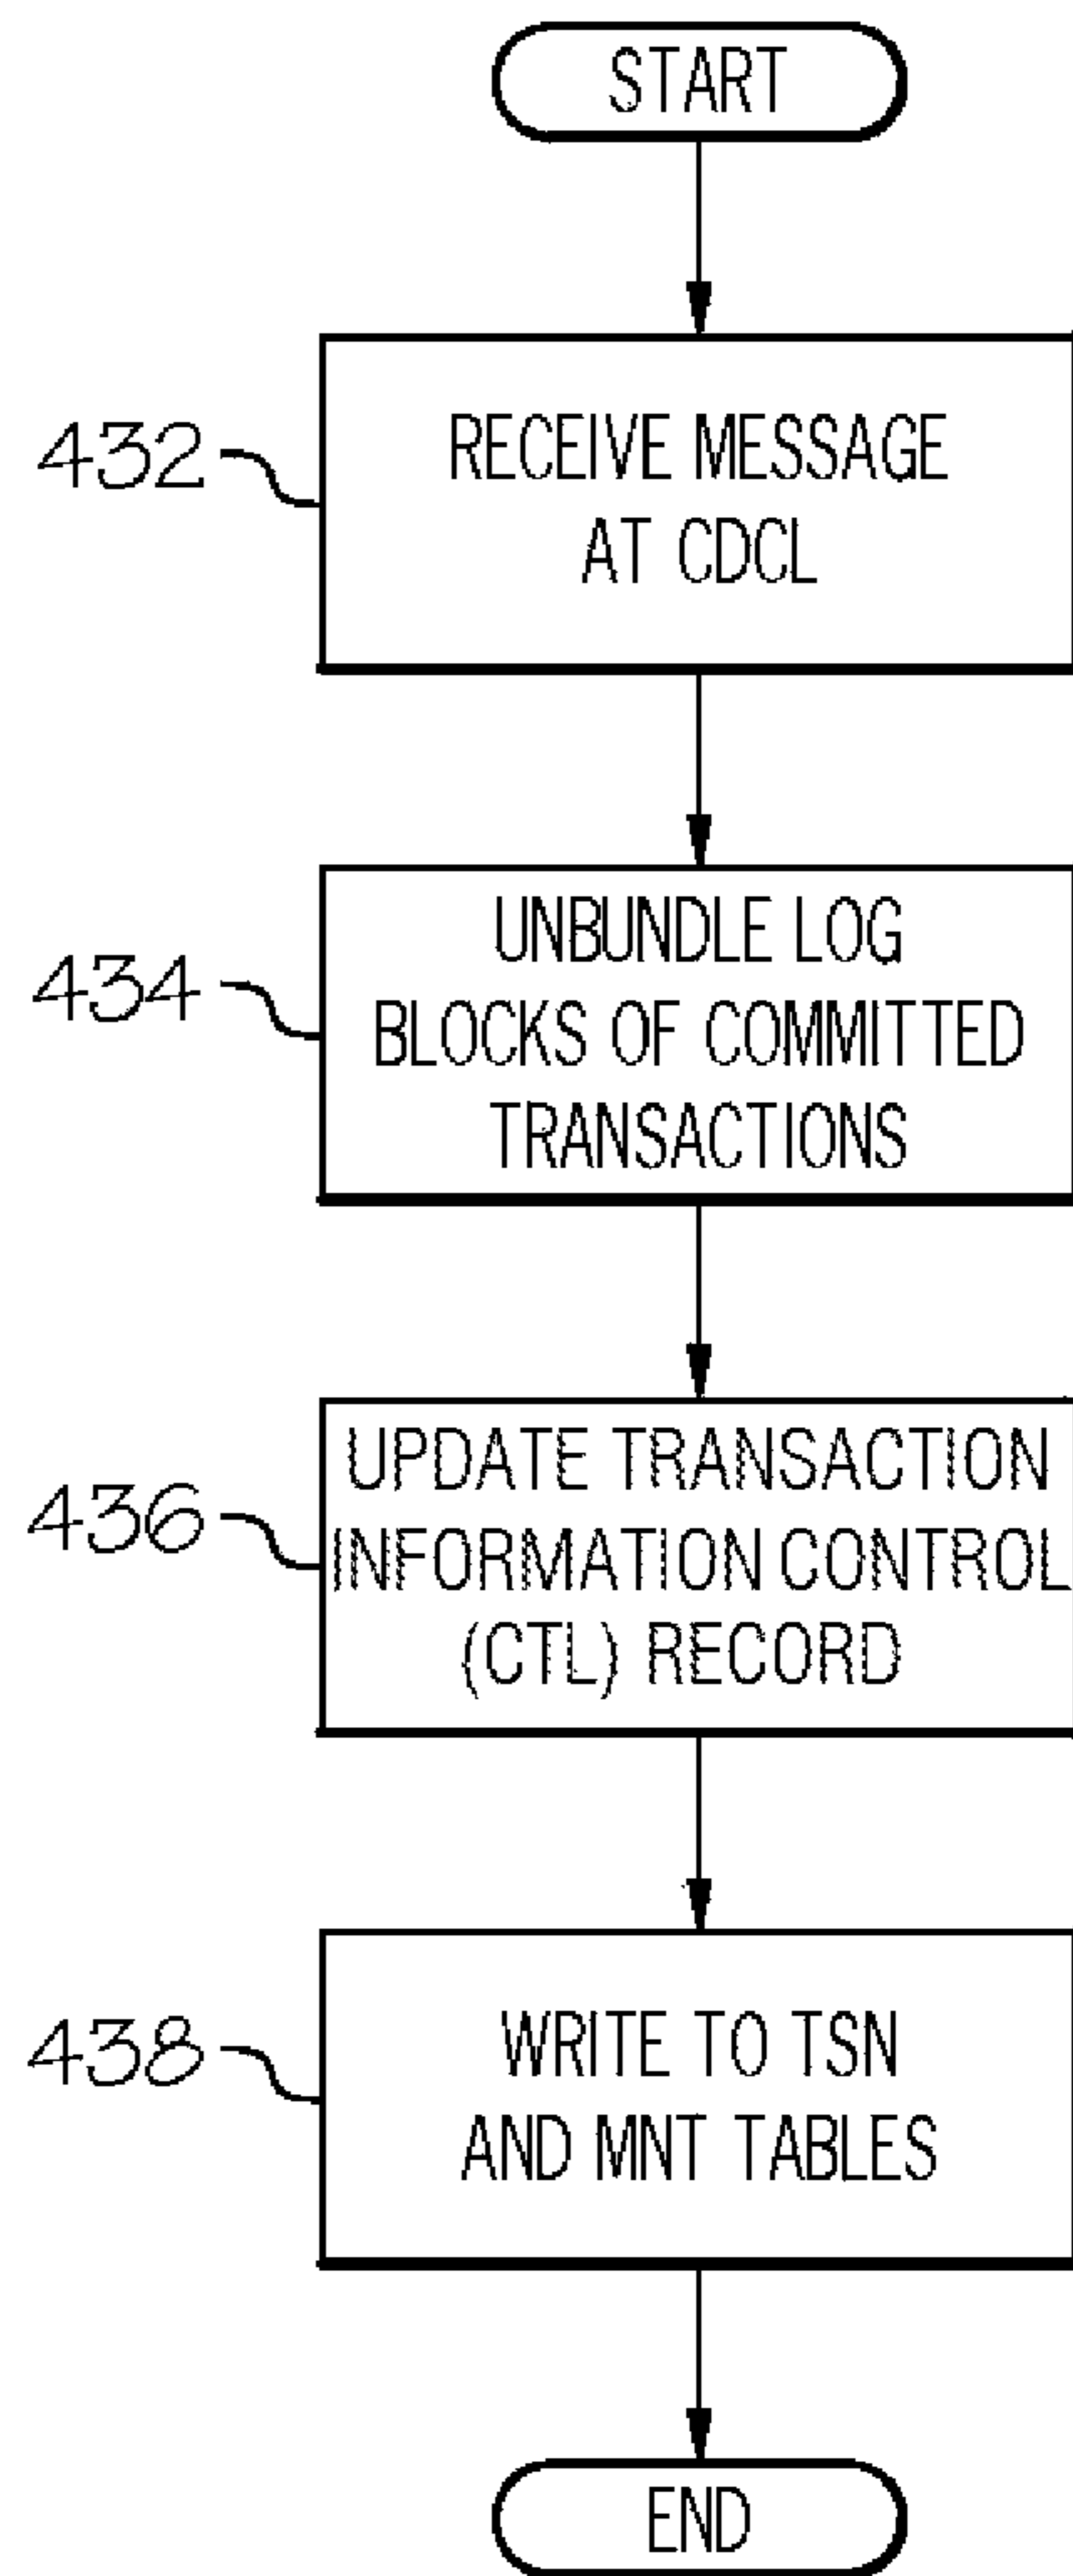 START
432
RECEIVE MESSAGE
AT CDCL
434
UNBUNDLE LOG
BLOCKS OF COMMITTED
TRANSACTIONS
436
UPDATE TRANSACTION
INFORMATION CONTROL
(CTL) RECORD
438
WRITE TO TSN
AND MNT TABLES
END